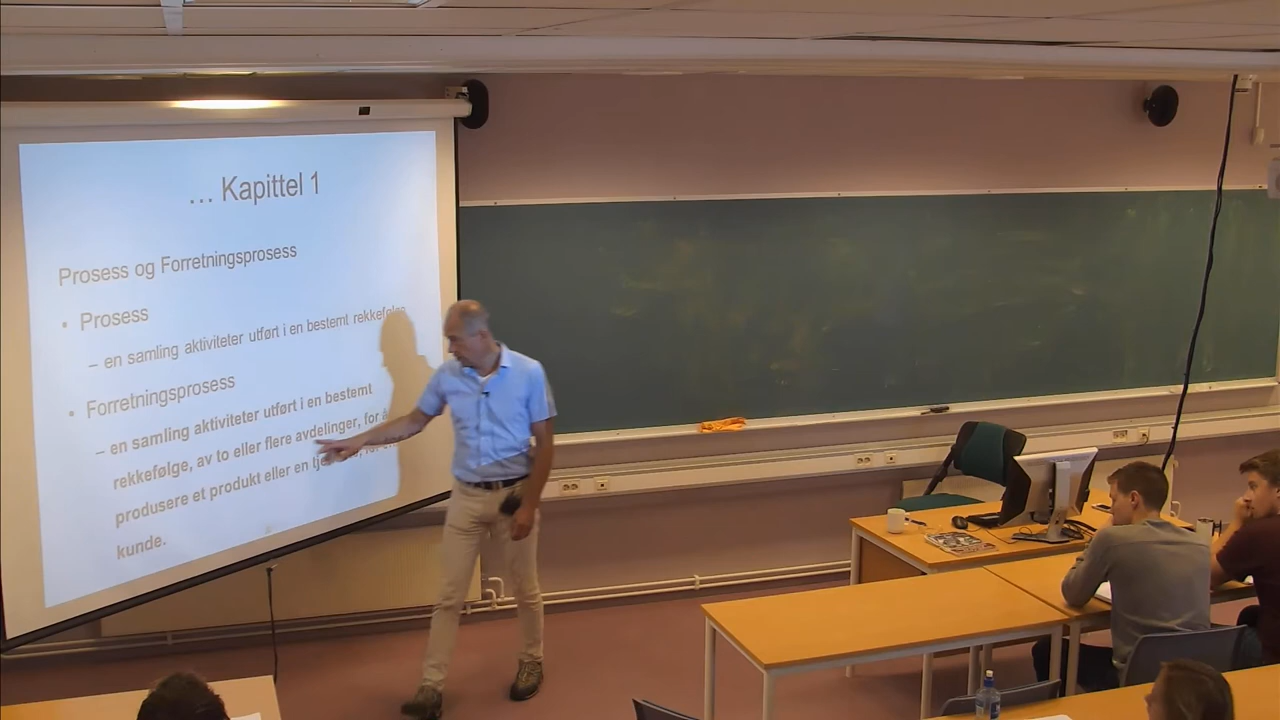 ... Kapittel 1
Prosess og Forretningsprosess
• Prosess
– en samling aktiviteter utført i en bestemt rekkefølge
• Forretningsprosess
– en samling aktiviteter utført i en bestemt
rekkefølge, av to eller flere avdelinger, for å
produsere et produkt eller en
kunde.